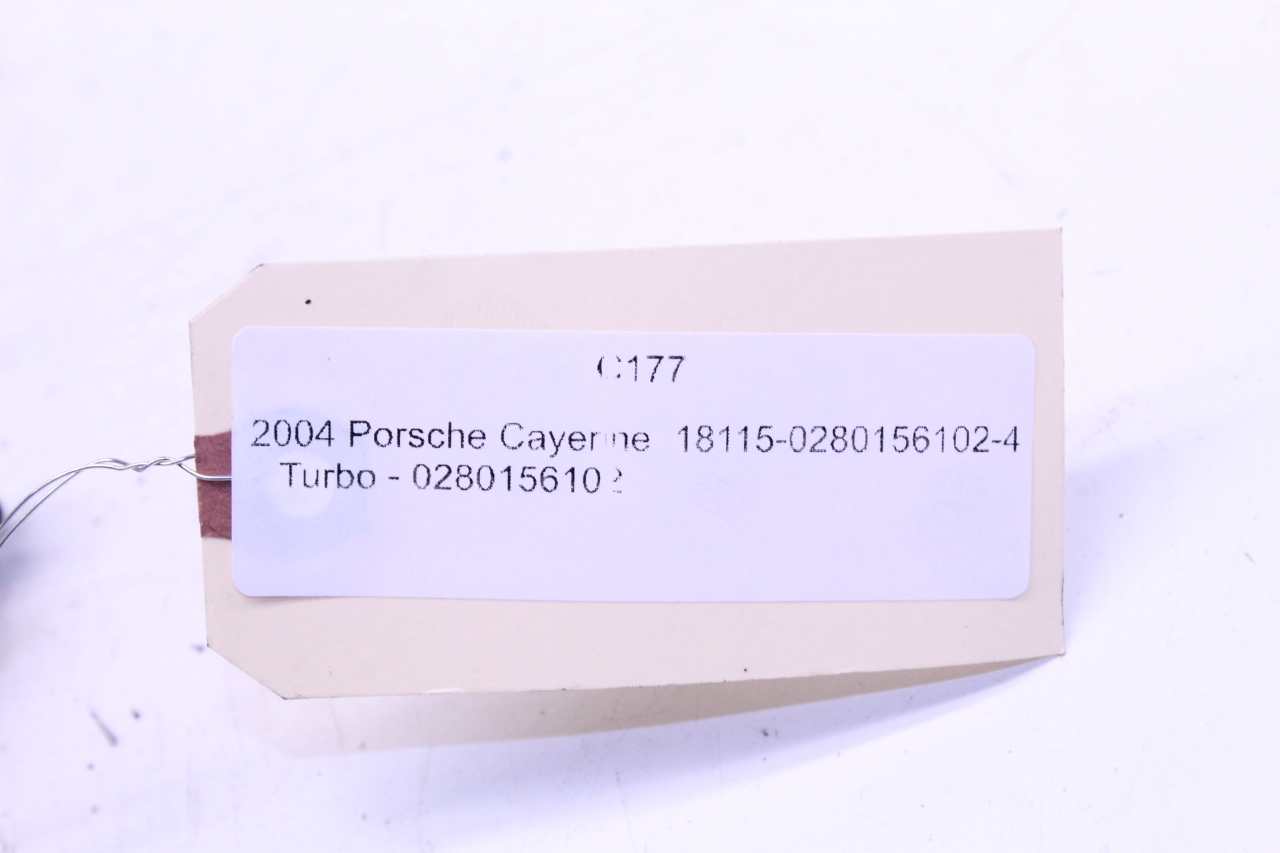 C177
2004 Porsche Cayenne 18115-0280156102-4
Turbo - 0280156102